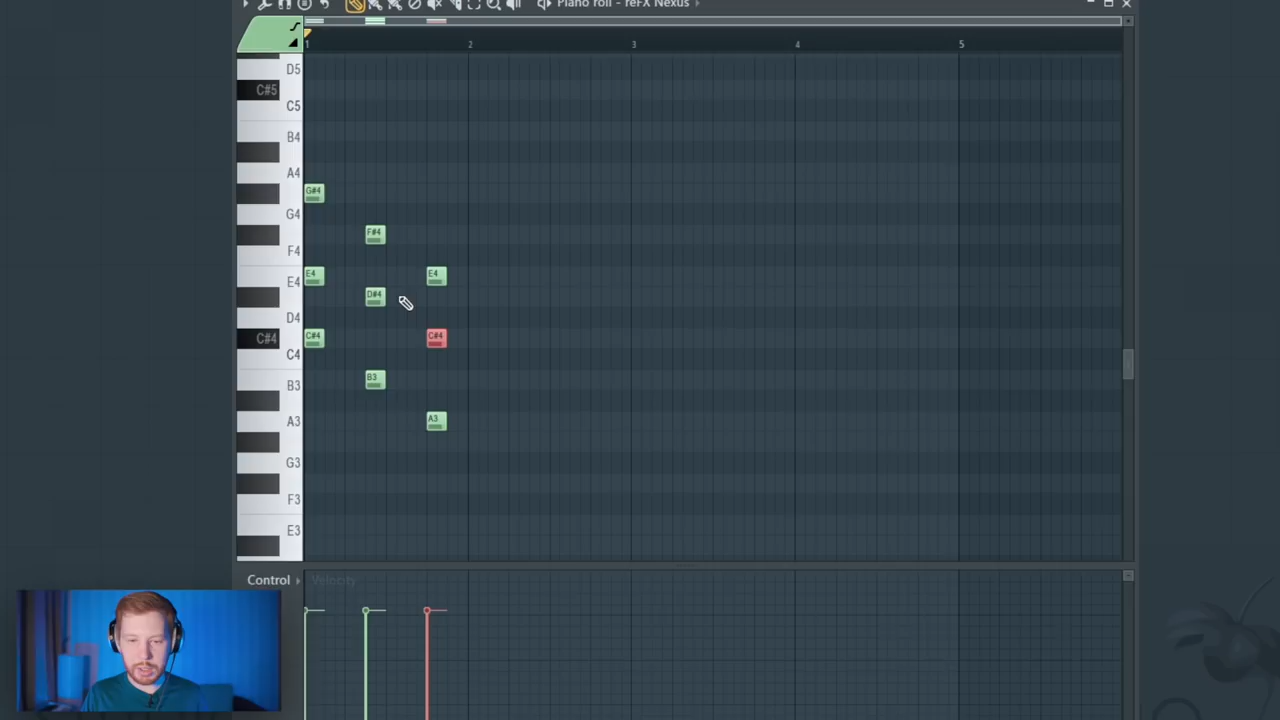 Piano roll - reFX Nexus
1 2 3 4 5
D5
C#5
C5
B4
A4
G#4
G4
F#4
F4
E4 E4
E4
D#4
D4
C#4 C#4 C#4
C4
B3
B3
A3
A3
G3
F3
E3
Control Velocity